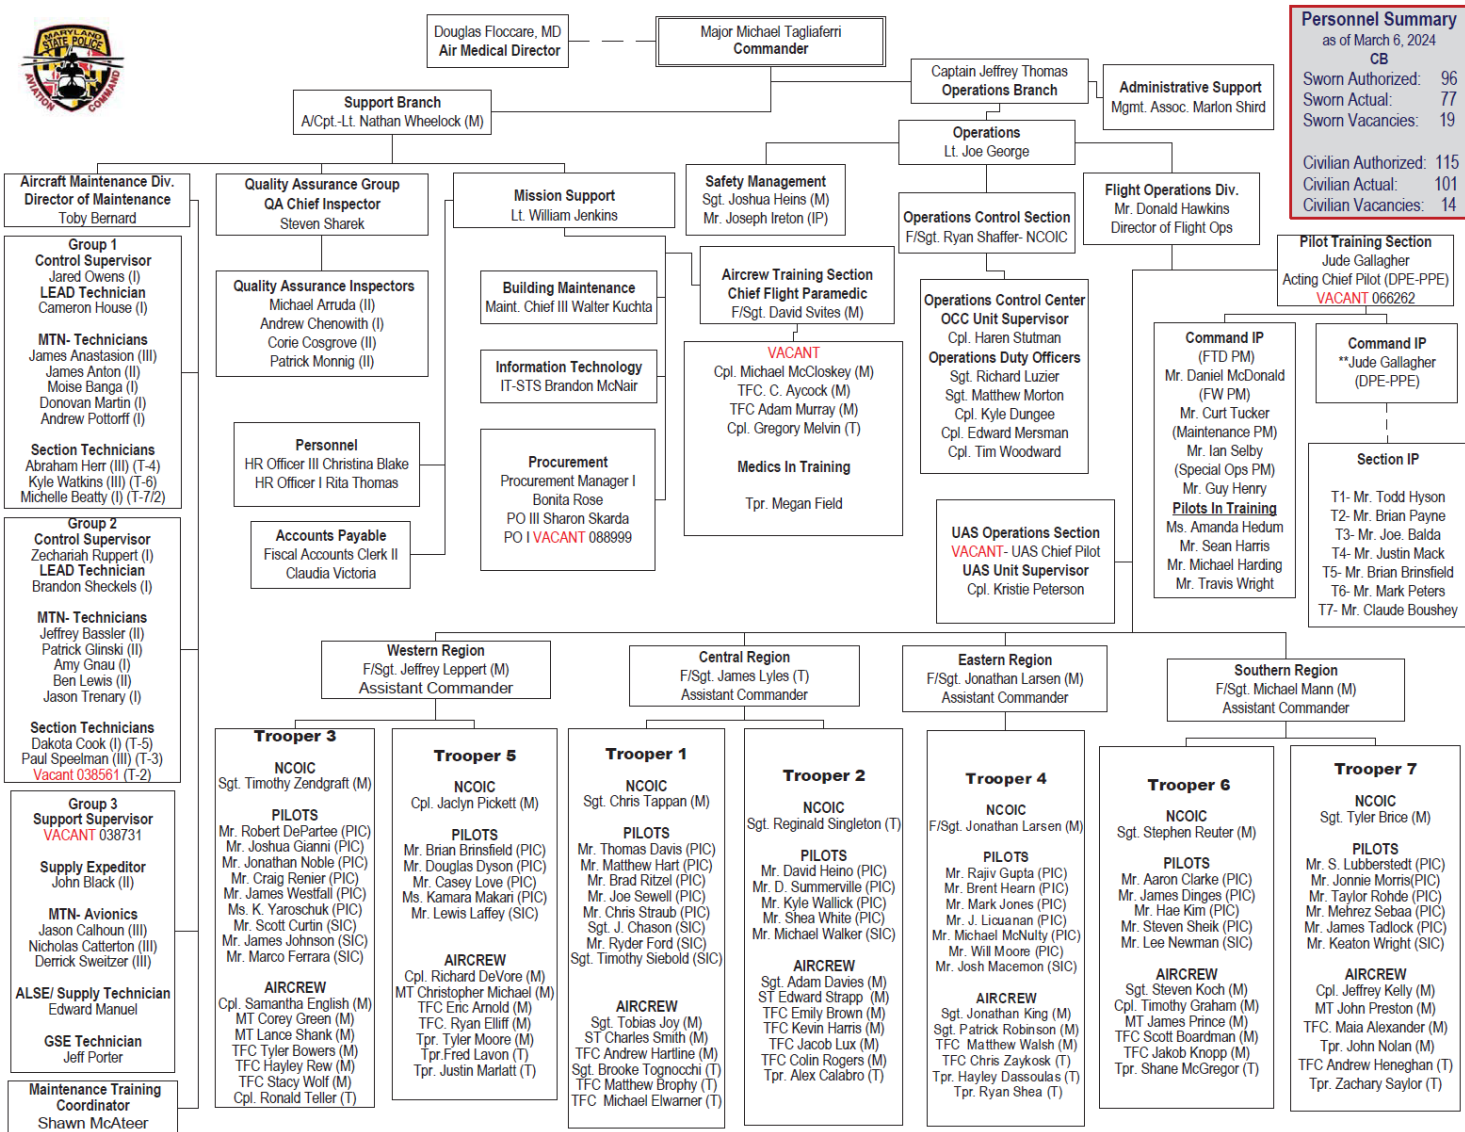 MARYLAND
STATE POLICE
AVIATION COMMAND
Douglas Floccare, MD
Air Medical Director
Major Michael Tagliaferri
Commander
Personnel Summary
as of March 6, 2024
CB
Sworn Authorized: 96
Sworn Actual: 77
Sworn Vacancies: 19
Civilian Authorized: 115
Civilian Actual: 101
Civilian Vacancies: 14
Captain Jeffrey Thomas
Operations Branch
Administrative Support
Mgmt. Assoc. Marlon Shird
Support Branch
A/Cpt.-Lt. Nathan Wheelock (M)
Operations
Lt. Joe George
Aircraft Maintenance Div.
Director of Maintenance
Toby Bernard
Quality Assurance Group
QA Chief Inspector
Steven Sharek
Mission Support
Lt. William Jenkins
Safety Management
Sgt. Joshua Heins (M)
Mr. Joseph Ireton (IP)
Operations Control Section
F/Sgt. Ryan Shaffer- NCOIC
Flight Operations Div.
Mr. Donald Hawkins
Director of Flight Ops
Pilot Training Section
Jude Gallagher
Acting Chief Pilot (DPE-PPE)
VACANT 066262
Group 1
Control Supervisor
Jared Owens (I)
LEAD Technician
Cameron House (I)
MTN- Technicians
James Anastasion (III)
James Anton (II)
Moise Banga (I)
Donovan Martin (I)
Andrew Pottorff (I)
Section Technicians
Abraham Herr (III) (T-4)
Kyle Watkins (III) (T-6)
Michelle Beatty (I) (T-7/2)
Quality Assurance Inspectors
Michael Arruda (II)
Andrew Chenowith (I)
Corie Cosgrove (II)
Patrick Monnig (II)
Building Maintenance
Maint. Chief III Walter Kuchta
Aircrew Training Section
Chief Flight Paramedic
F/Sgt. David Svites (M)
Operations Control Center
OCC Unit Supervisor
Cpl. Haren Stutman
Operations Duty Officers
Sgt. Richard Luzier
Sgt. Matthew Morton
Cpl. Kyle Dungee
Cpl. Edward Mersman
Cpl. Tim Woodward
Command IP
(FTD PM)
Mr. Daniel McDonald
(FW PM)
Mr. Curt Tucker
(Maintenance PM)
Mr. Ian Selby
(Special Ops PM)
Mr. Guy Henry
Pilots In Training
Ms. Amanda Hedum
Mr. Sean Harris
Mr. Michael Harding
Mr. Travis Wright
Command IP
**Jude Gallagher
(DPE-PPE)
Information Technology
IT-STS Brandon McNair
VACANT
Cpl. Michael McCloskey (M)
TFC. C. Aycock (M)
TFC Adam Murray (M)
Cpl. Gregory Melvin (T)
Medics In Training
Tpr. Megan Field
Personnel
HR Officer III Christina Blake
HR Officer I Rita Thomas
Procurement
Procurement Manager I
Bonita Rose
PO III Sharon Skarda
PO I VACANT 088999
Section IP
T1- Mr. Todd Hyson
T2- Mr. Brian Payne
T3- Mr. Joe. Balda
T4- Mr. Justin Mack
T5- Mr. Brian Brinsfield
T6- Mr. Mark Peters
T7- Mr. Claude Boushey
Accounts Payable
Fiscal Accounts Clerk II
Claudia Victoria
UAS Operations Section
VACANT- UAS Chief Pilot
UAS Unit Supervisor
Cpl. Kristie Peterson
Group 2
Control Supervisor
Zechariah Ruppert (I)
LEAD Technician
Brandon Sheckels (I)
MTN- Technicians
Jeffrey Bassler (II)
Patrick Glinski (II)
Amy Gnau (I)
Ben Lewis (II)
Jason Trenary (I)
Section Technicians
Dakota Cook (I) (T-5)
Paul Speelman (III) (T-3)
Vacant 038561 (T-2)
Group 3
Support Supervisor
VACANT 038731
Supply Expeditor
John Black (II)
MTN- Avionics
Jason Calhoun (III)
Nicholas Catterton (III)
Derrick Sweitzer (III)
ALSE/ Supply Technician
Edward Manuel
GSE Technician
Jeff Porter
Maintenance Training
Coordinator
Shawn McAteer
Western Region
F/Sgt. Jeffrey Leppert (M)
Assistant Commander
Central Region
F/Sgt. James Lyles (T)
Assistant Commander
Eastern Region
F/Sgt. Jonathan Larsen (M)
Assistant Commander
Southern Region
F/Sgt. Michael Mann (M)
Assistant Commander
Trooper 3
NCOIC
Sgt. Timothy Zendgraft (M)
PILOTS
Mr. Robert DePartee (PIC)
Mr. Joshua Gianni (PIC)
Mr. Jonathan Noble (PIC)
Mr. Craig Renier (PIC)
Mr. James Westfall (PIC)
Ms. K. Yaroschuk (PIC)
Mr. Scott Curtin (SIC)
Mr. James Johnson (SIC)
Mr. Marco Ferrara (SIC)
AIRCREW
Cpl. Samantha English (M)
MT Corey Green (M)
MT Lance Shank (M)
TFC Tyler Bowers (M)
TFC Hayley Rew (M)
TFC Stacy Wolf (M)
Cpl. Ronald Teller (T)
Trooper 5
NCOIC
Cpl. Jaclyn Pickett (M)
PILOTS
Mr. Brian Brinsfield (PIC)
Mr. Douglas Dyson (PIC)
Mr. Casey Love (PIC)
Ms. Kamara Makari (PIC)
Mr. Lewis Laffey (SIC)
AIRCREW
Cpl. Richard DeVore (M)
MT Christopher Michael (M)
TFC Eric Arnold (M)
TFC. Ryan Elliff (M)
Tpr. Tyler Moore (M)
Tpr.Fred Lavon (T)
Tpr. Justin Marlatt (T)
Trooper 1
NCOIC
Sgt. Chris Tappan (M)
PILOTS
Mr. Thomas Davis (PIC)
Mr. Matthew Hart (PIC)
Mr. Brad Ritzel (PIC)
Mr. Joe Sewell (PIC)
Mr. Chris Straub (PIC)
Sgt. J. Chason (SIC)
Mr. Ryder Ford (SIC)
Sgt. Timothy Siebold (SIC)
AIRCREW
Sgt. Tobias Joy (M)
ST Charles Smith (M)
TFC Andrew Hartline (M)
Sgt. Brooke Tognocchi (T)
TFC Matthew Brophy (T)
TFC Michael Elwarner (T)
Trooper 2
NCOIC
Sgt. Reginald Singleton (T)
PILOTS
Mr. David Heino (PIC)
Mr. D. Summerville (PIC)
Mr. Kyle Wallick (PIC)
Mr. Shea White (PIC)
Mr. Michael Walker (SIC)
AIRCREW
Sgt. Adam Davies (M)
ST Edward Strapp (M)
TFC Emily Brown (M)
TFC Kevin Harris (M)
TFC Jacob Lux (M)
TFC Colin Rogers (M)
Tpr. Alex Calabro (T)
Trooper 4
NCOIC
F/Sgt. Jonathan Larsen (M)
PILOTS
Mr. Rajiv Gupta (PIC)
Mr. Brent Hearn (PIC)
Mr. Mark Jones (PIC)
Mr. J. Licuanan (PIC)
Mr. Michael McNulty (PIC)
Mr. Will Moore (PIC)
Mr. Josh Macemon (SIC)
AIRCREW
Sgt. Jonathan King (M)
Sgt. Patrick Robinson (M)
TFC Matthew Walsh (M)
TFC Chris Zaykosk (T)
Tpr. Hayley Dassoulas (T)
Tpr. Ryan Shea (T)
Trooper 6
NCOIC
Sgt. Stephen Reuter (M)
PILOTS
Mr. Aaron Clarke (PIC)
Mr. James Dinges (PIC)
Mr. Hae Kim (PIC)
Mr. Steven Sheik (PIC)
Mr. Lee Newman (SIC)
AIRCREW
Sgt. Steven Koch (M)
Cpl. Timothy Graham (M)
MT James Prince (M)
TFC Scott Boardman (M)
TFC Jakob Knopp (M)
Tpr. Shane McGregor (T)
Trooper 7
NCOIC
Sgt. Tyler Brice (M)
PILOTS
Mr. S. Lubberstedt (PIC)
Mr. Jonnie Morris(PIC)
Mr. Taylor Rohde (PIC)
Mr. Mehrez Sebaa (PIC)
Mr. James Tadlock (PIC)
Mr. Keaton Wright (SIC)
AIRCREW
Cpl. Jeffrey Kelly (M)
MT John Preston (M)
TFC. Maia Alexander (M)
Tpr. John Nolan (M)
TFC Andrew Heneghan (T)
Tpr. Zachary Saylor (T)